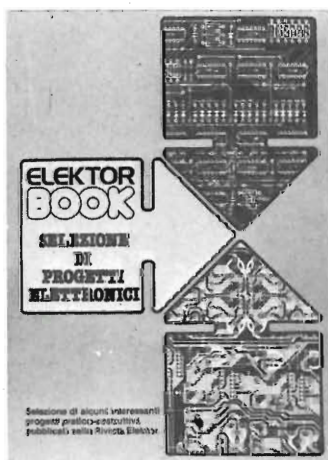 ELEKTOR
BOOK
SELEZIONE
DI
PROGETTI
ELETTRONICI
Selezione di alcuni interessanti
progetti pratico-costruttivi
pubblicati sulla Rivista Elektor